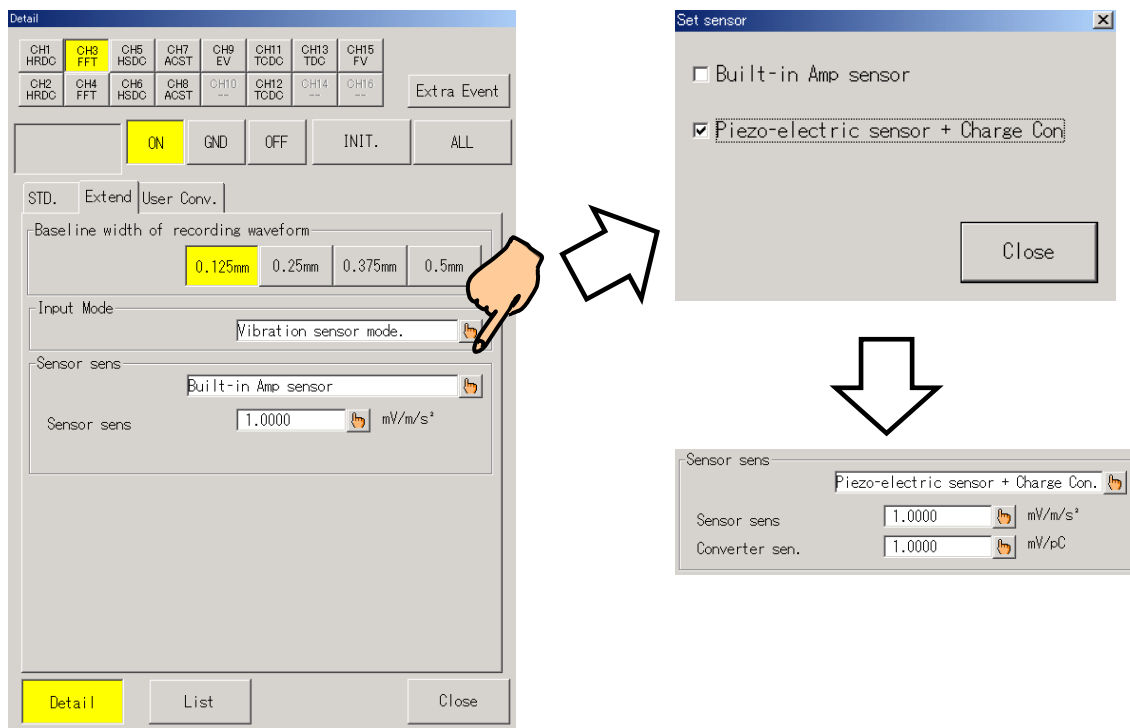 Detail
CH1 HRDC CH3 FFT CH5 HSDC CH7 ACST CH9 EV CH11 TCDC CH13 TDC CH15 FV
CH2 HRDC CH4 FFT CH6 HSDC CH8 ACST CH10 -- CH12 TCDC CH14 -- CH16 --
Extra Event
ON GND OFF INIT. ALL
STD. Extend User Conv.
Baseline width of recording waveform
0.125mm 0.25mm 0.375mm 0.5mm
Input Mode
Vibration sensor mode.
Sensor sens
Built-in Amp sensor
Sensor sens 1.0000 mV/m/s²
Detail List Close
Set sensor
Built-in Amp sensor
Piezo-electric sensor + Charge Con
Close
Sensor sens
Piezo-electric sensor + Charge Con.
Sensor sens 1.0000 mV/m/s²
Converter sen. 1.0000 mV/pC